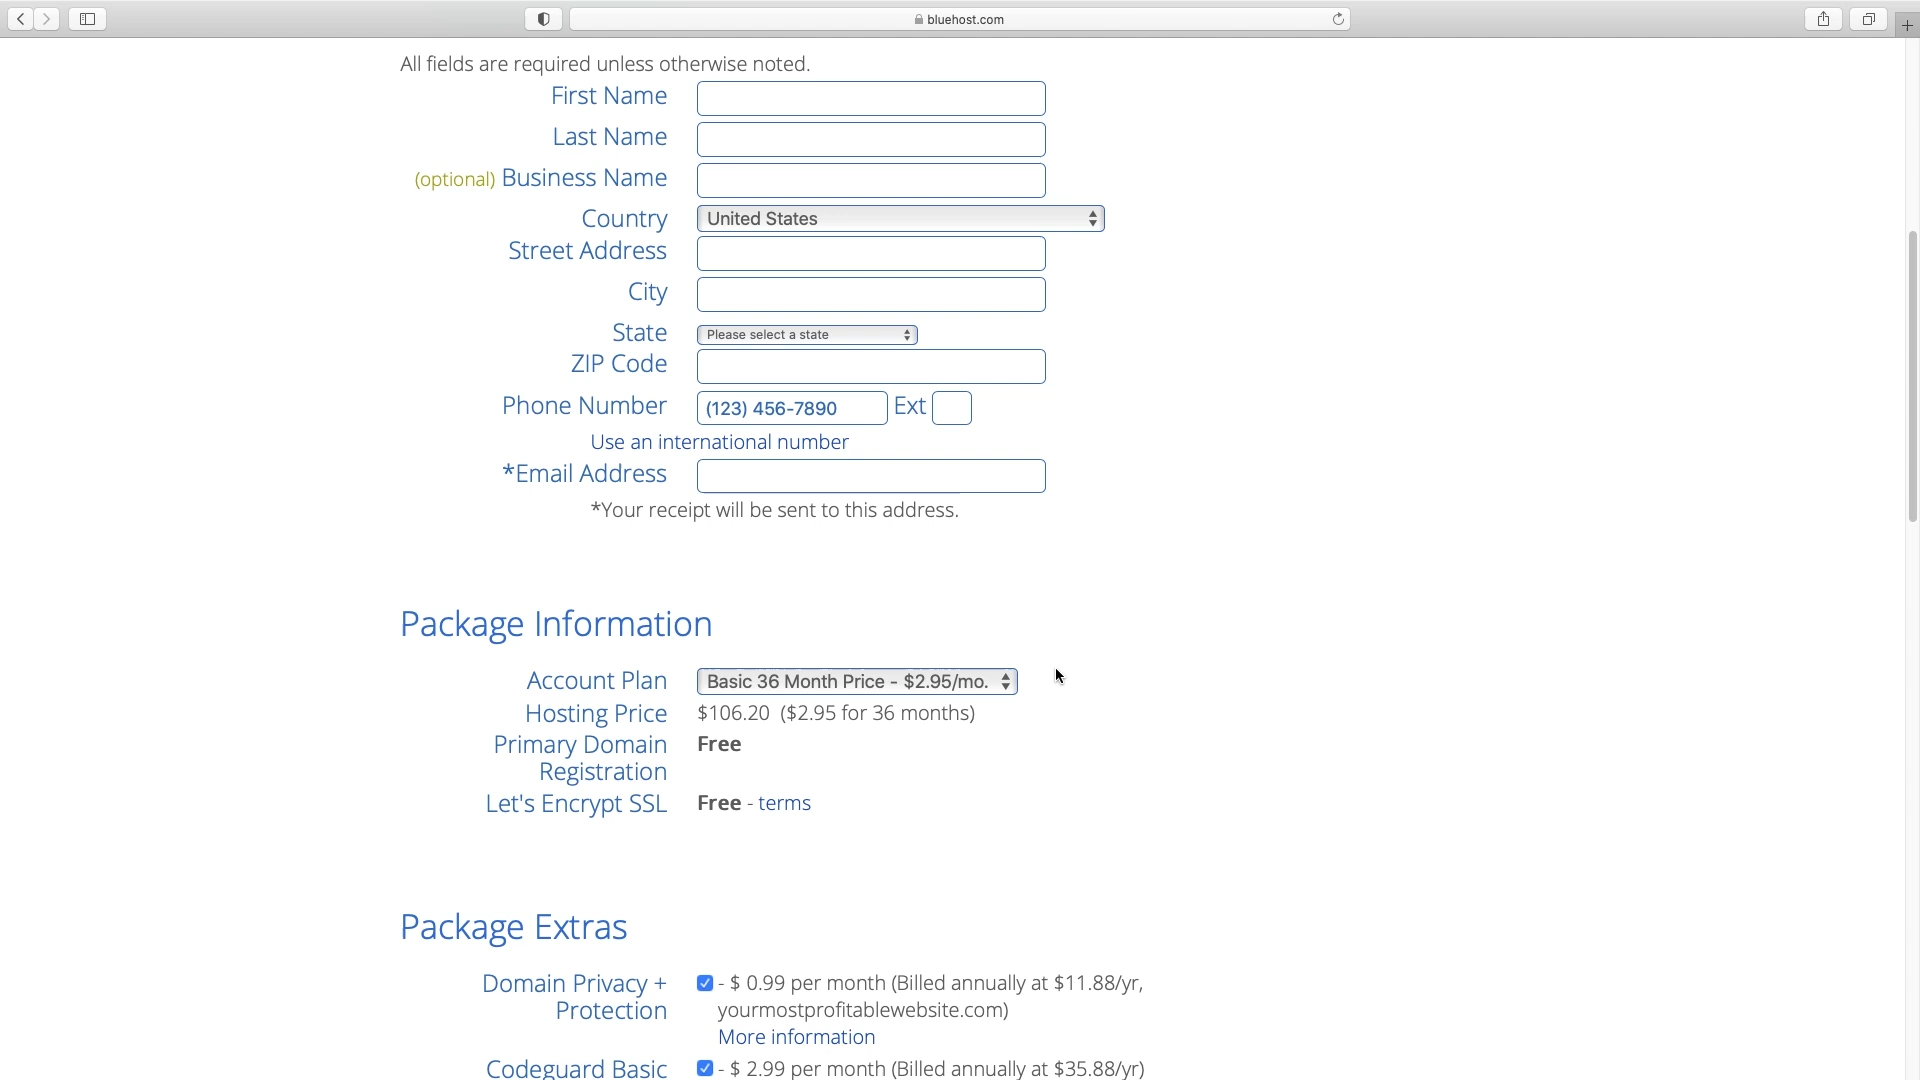 bluehost.com
All fields are required unless otherwise noted.
First Name
Last Name
(optional) Business Name
Country United States
Street Address
City
State Please select a state
ZIP Code
Phone Number (123) 456-7890 Ext
Use an international number
*Email Address
*Your receipt will be sent to this address.
Package Information
Account Plan Basic 36 Month Price - $2.95/mo.
Hosting Price $106.20 ($2.95 for 36 months)
Primary Domain Free
Registration
Let's Encrypt SSL Free - terms
Package Extras
Domain Privacy + - $ 0.99 per month (Billed annually at $11.88/yr,
Protection yourmostprofitablewebsite.com)
More information
Codeguard Basic - $ 2.99 per month (Billed annually at $35.88/yr)